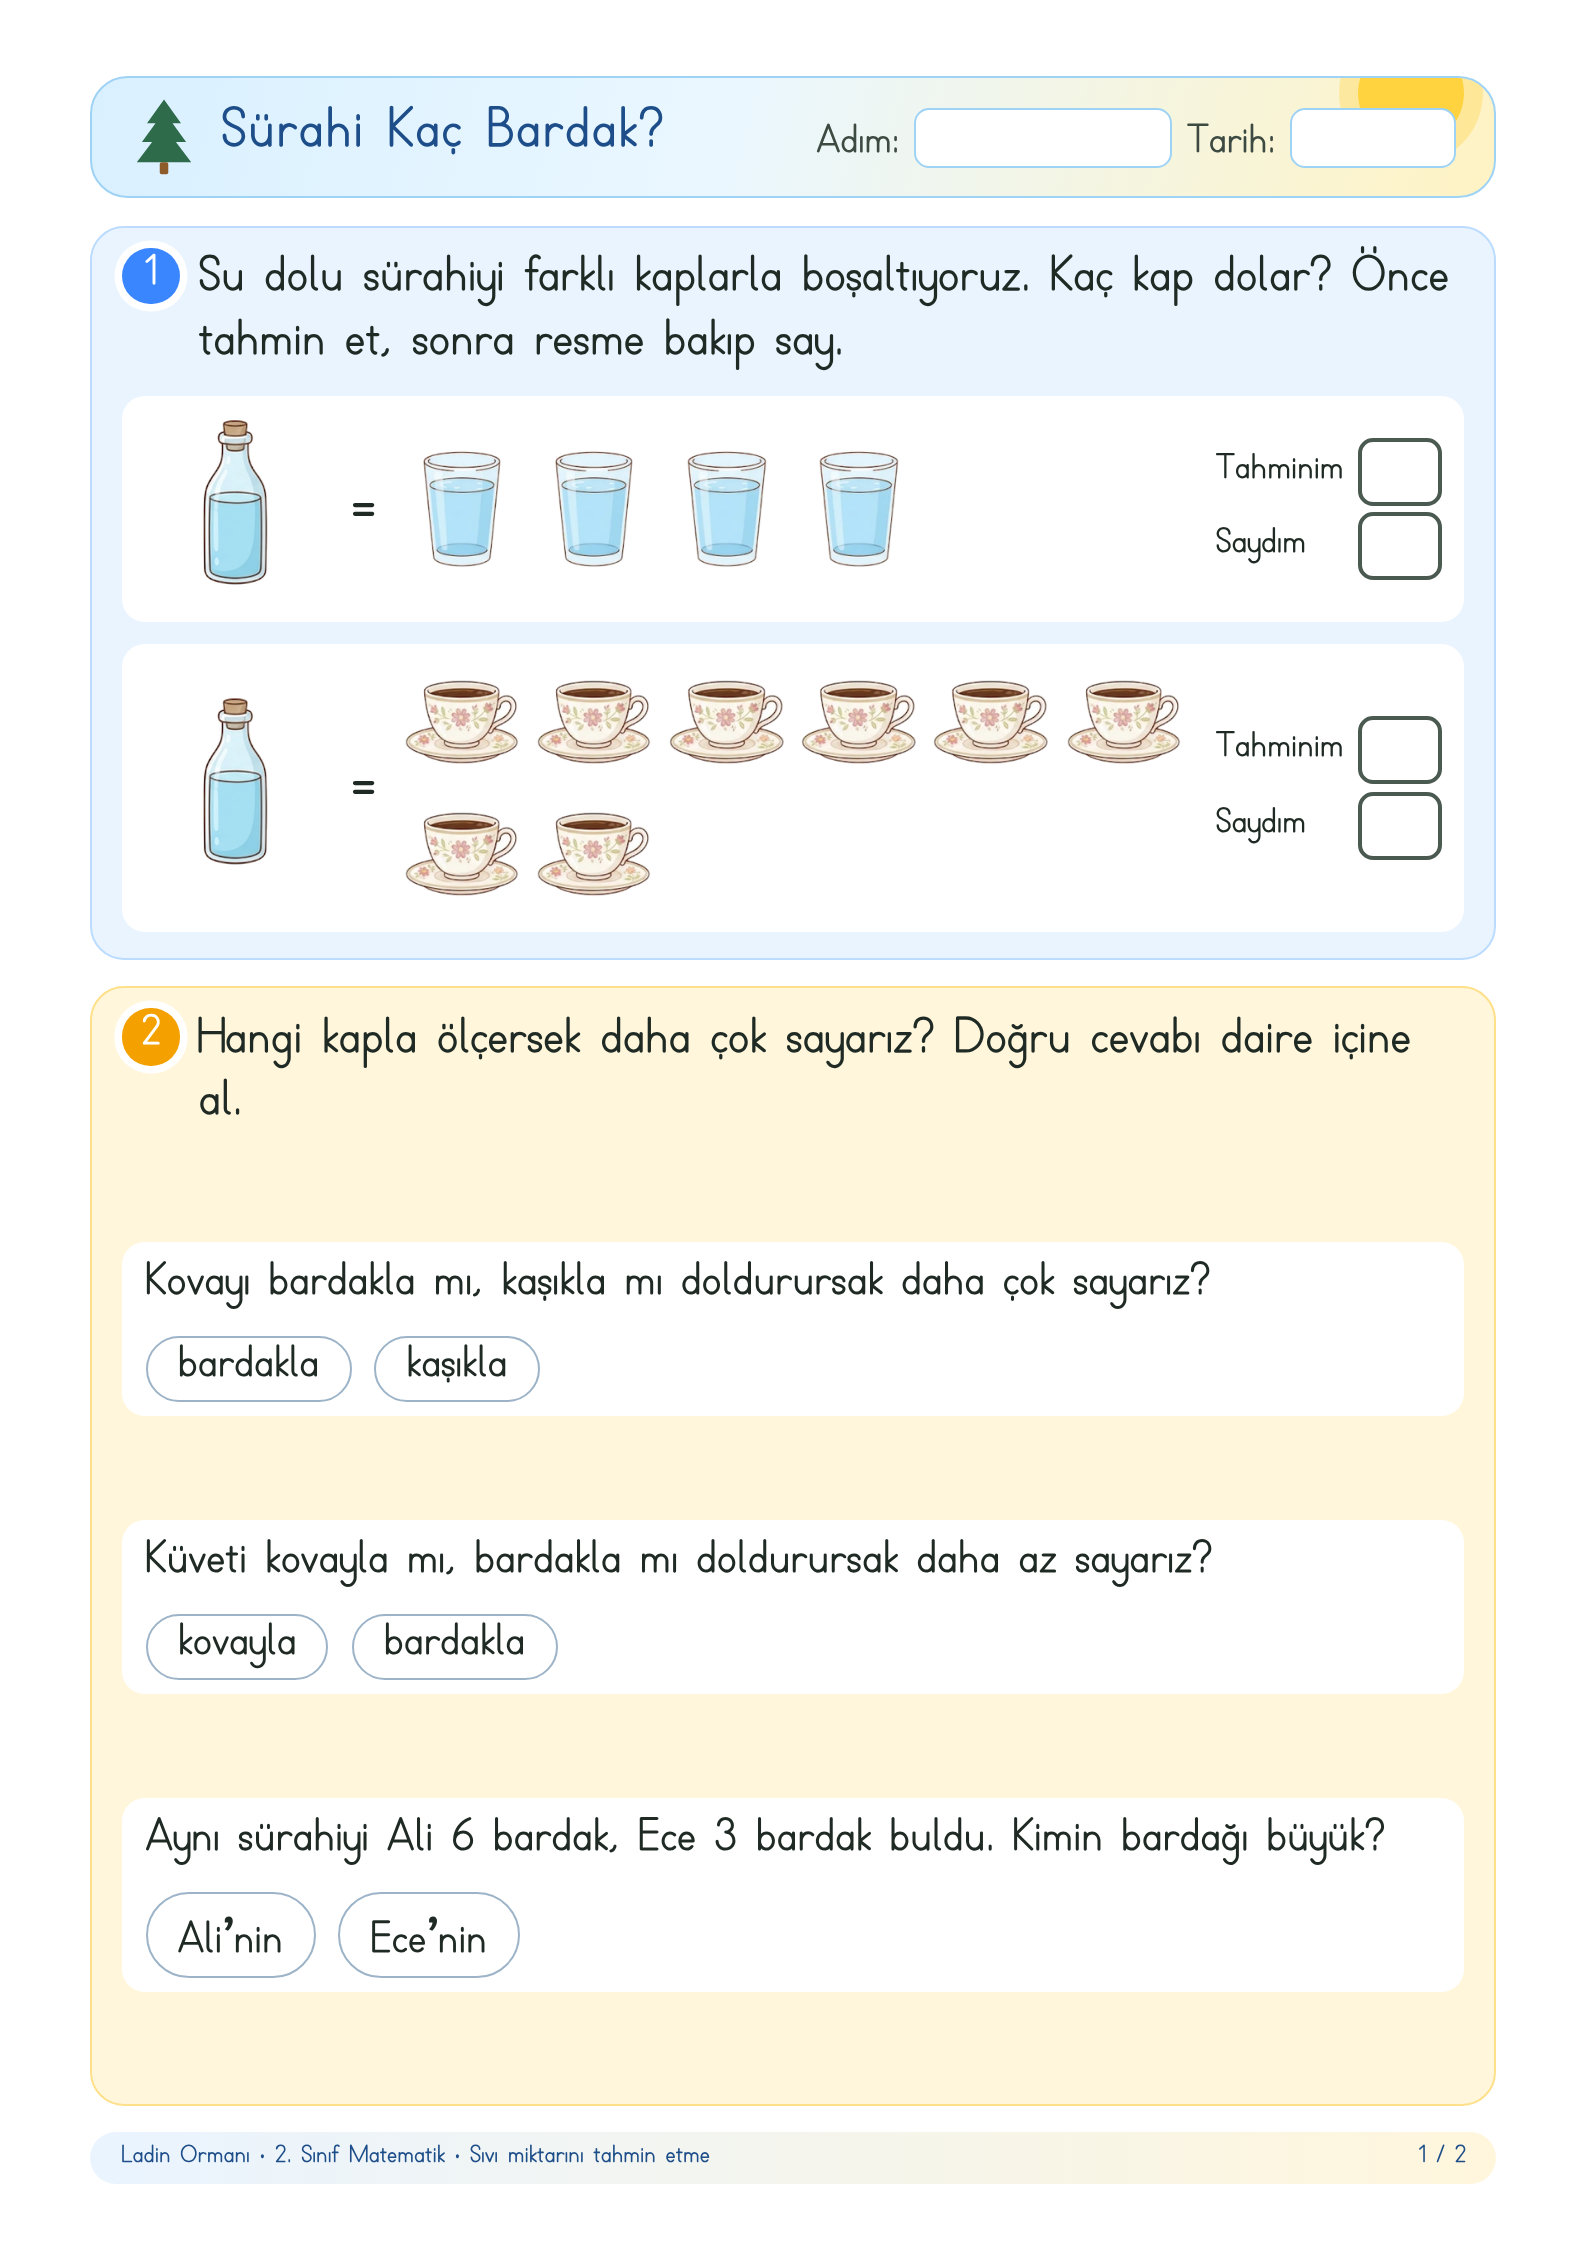 Sürahi Kaç Bardak?
Adım:
Tarih:
1
Su dolu sürahiyi farklı kaplarla boşaltıyoruz. Kaç kap dolar? Önce
tahmin et, sonra resme bakıp say.
=
Tahminim
Saydım
=
Tahminim
Saydım
2
Hangi kapla ölçersek daha çok sayarız? Doğru cevabı daire içine
al.
Kovayı bardakla mı, kaşıkla mı doldurursak daha çok sayarız?
bardakla kaşıkla
Küveti kovayla mı, bardakla mı doldurursak daha az sayarız?
kovayla bardakla
Aynı sürahiyi Ali 6 bardak, Ece 3 bardak buldu. Kimin bardağı büyük?
Ali’nin Ece’nin
Ladin Ormanı • 2. Sınıf Matematik • Sıvı miktarını tahmin etme
1 / 2